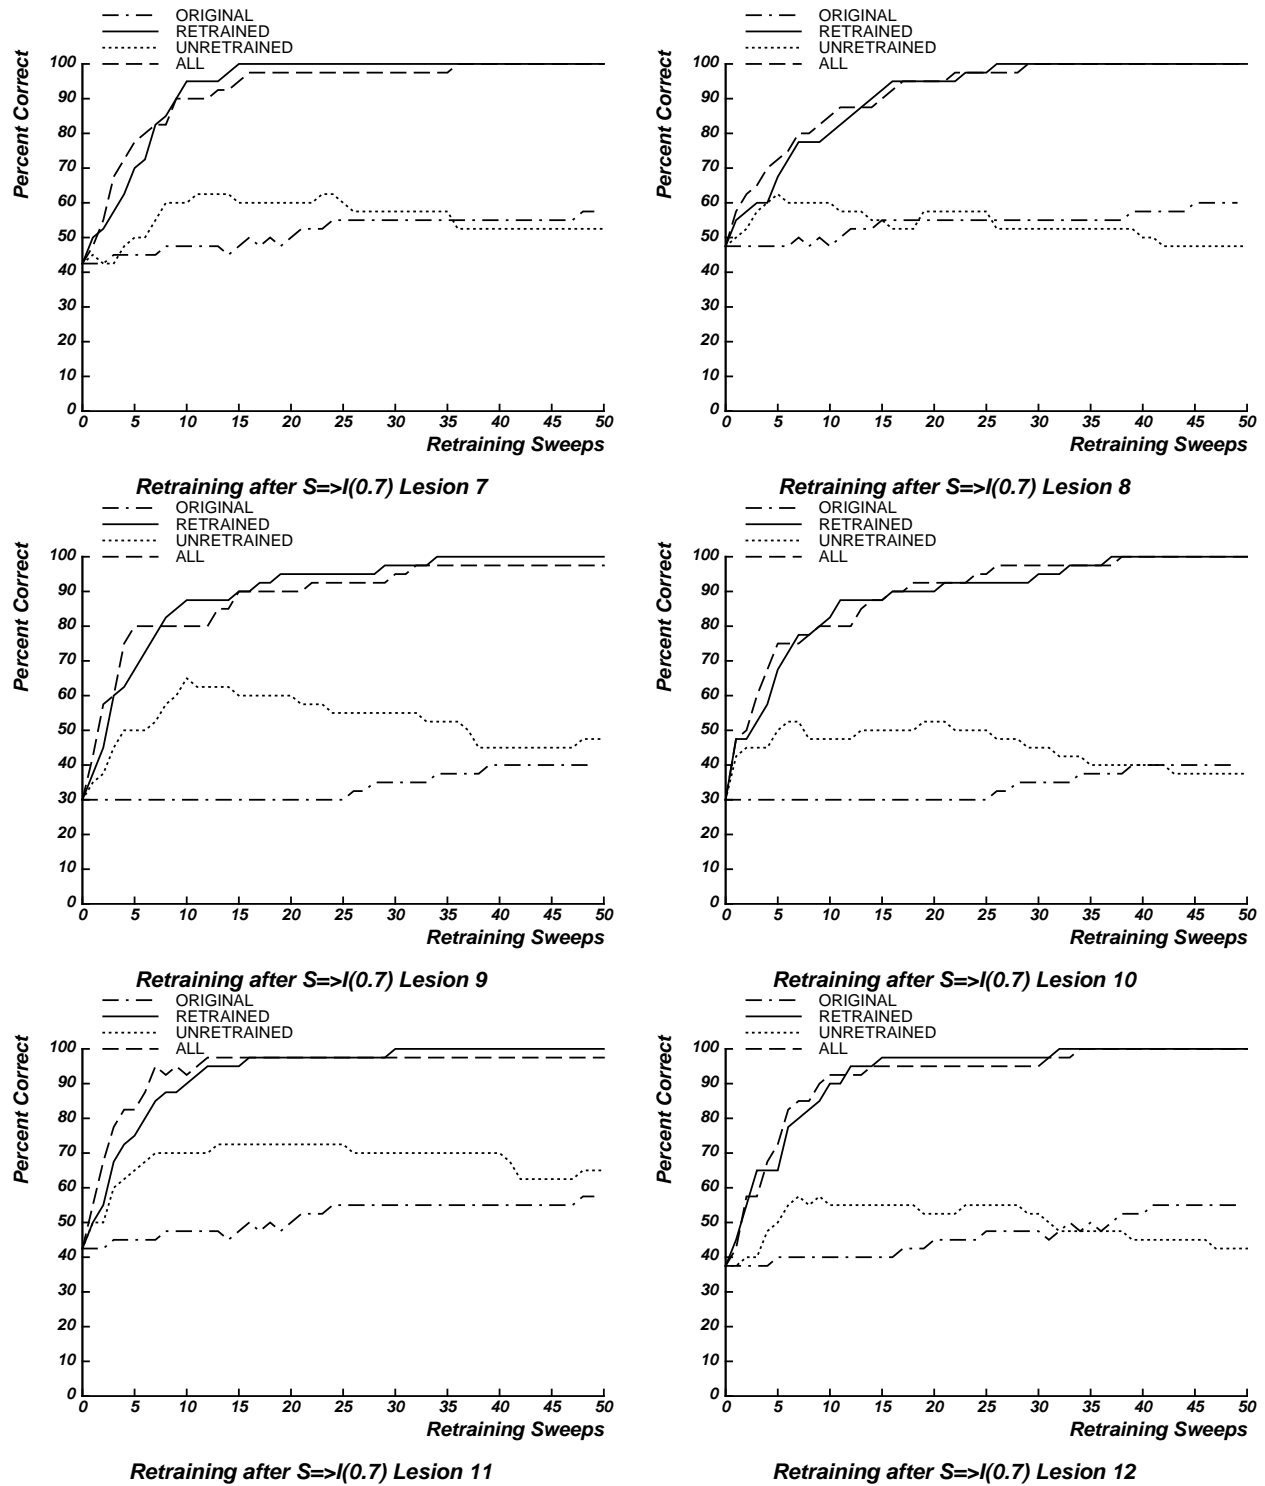 ORIGINAL
RETRAINED
UNRETRAINED
ALL
Percent Correct
100
90
80
70
60
50
40
30
20
10
0
0 5 10 15 20 25 30 35 40 45 50
Retraining Sweeps
Retraining after S=>I(0.7) Lesion 7
ORIGINAL
RETRAINED
UNRETRAINED
ALL
Percent Correct
100
90
80
70
60
50
40
30
20
10
0
0 5 10 15 20 25 30 35 40 45 50
Retraining Sweeps
Retraining after S=>I(0.7) Lesion 8
ORIGINAL
RETRAINED
UNRETRAINED
ALL
Percent Correct
100
90
80
70
60
50
40
30
20
10
0
0 5 10 15 20 25 30 35 40 45 50
Retraining Sweeps
Retraining after S=>I(0.7) Lesion 9
ORIGINAL
RETRAINED
UNRETRAINED
ALL
Percent Correct
100
90
80
70
60
50
40
30
20
10
0
0 5 10 15 20 25 30 35 40 45 50
Retraining Sweeps
Retraining after S=>I(0.7) Lesion 10
ORIGINAL
RETRAINED
UNRETRAINED
ALL
Percent Correct
100
90
80
70
60
50
40
30
20
10
0
0 5 10 15 20 25 30 35 40 45 50
Retraining Sweeps
Retraining after S=>I(0.7) Lesion 11
ORIGINAL
RETRAINED
UNRETRAINED
ALL
Percent Correct
100
90
80
70
60
50
40
30
20
10
0
0 5 10 15 20 25 30 35 40 45 50
Retraining Sweeps
Retraining after S=>I(0.7) Lesion 12